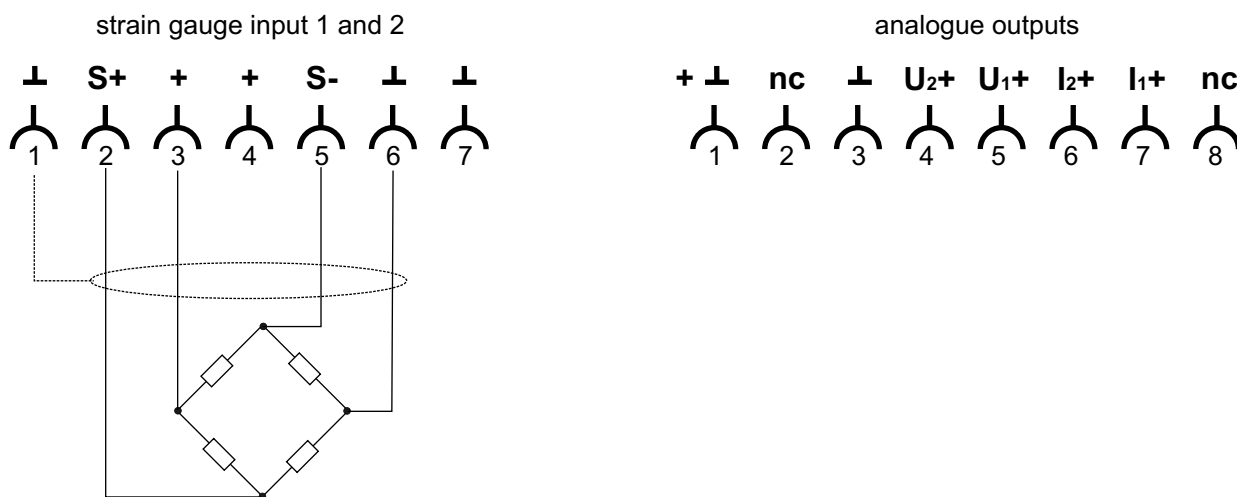 strain gauge input 1 and 2
⊥ S+ + + S- ⊥ ⊥
1 2 3 4 5 6 7
analogue outputs
+ ⊥ nc ⊥ U2+ U1+ I2+ I1+ nc
1 2 3 4 5 6 7 8